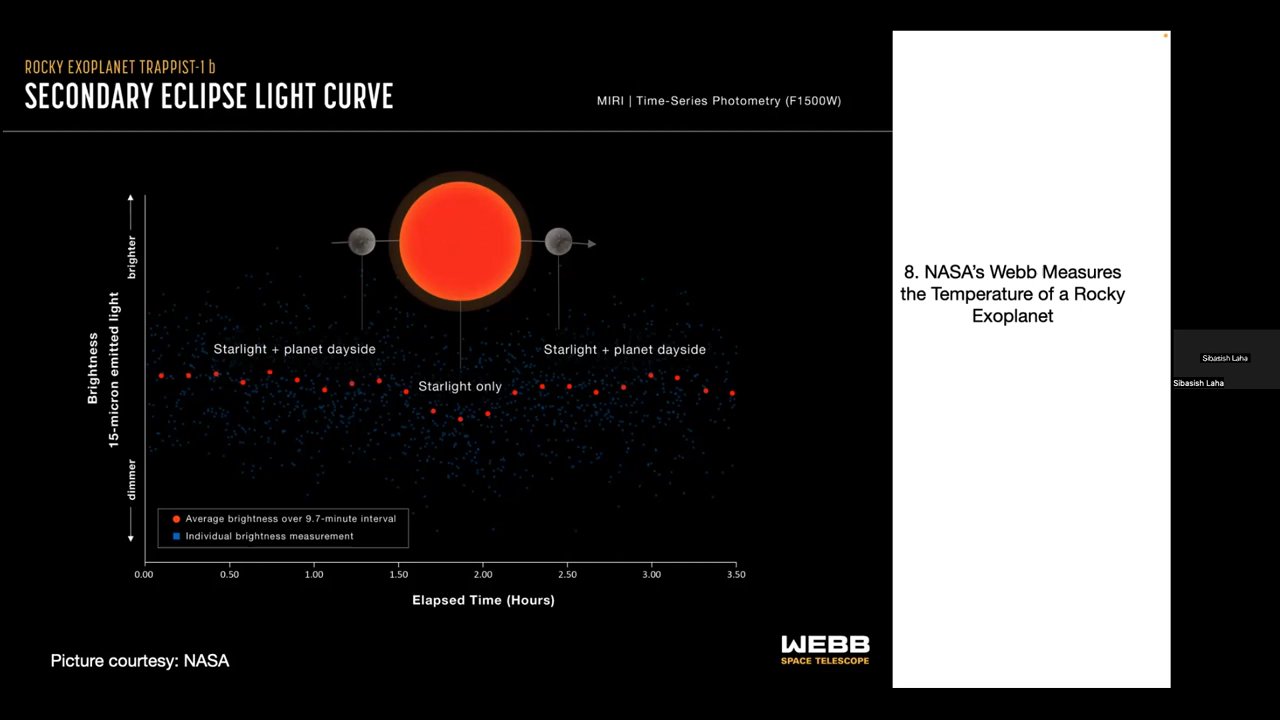 ROCKY EXOPLANET TRAPPIST-1 b
SECONDARY ECLIPSE LIGHT CURVE
MIRI | Time-Series Photometry (F1500W)
brighter
Brightness
15-micron emitted light
dimmer
Starlight + planet dayside
Starlight + planet dayside
Starlight only
Average brightness over 9.7-minute interval
Individual brightness measurement
0.00 0.50 1.00 1.50 2.00 2.50 3.00 3.50
Elapsed Time (Hours)
Picture courtesy: NASA
WEBB
SPACE TELESCOPE
8. NASA’s Webb Measures
the Temperature of a Rocky
Exoplanet
Sibasish Laha
Sibasish Laha